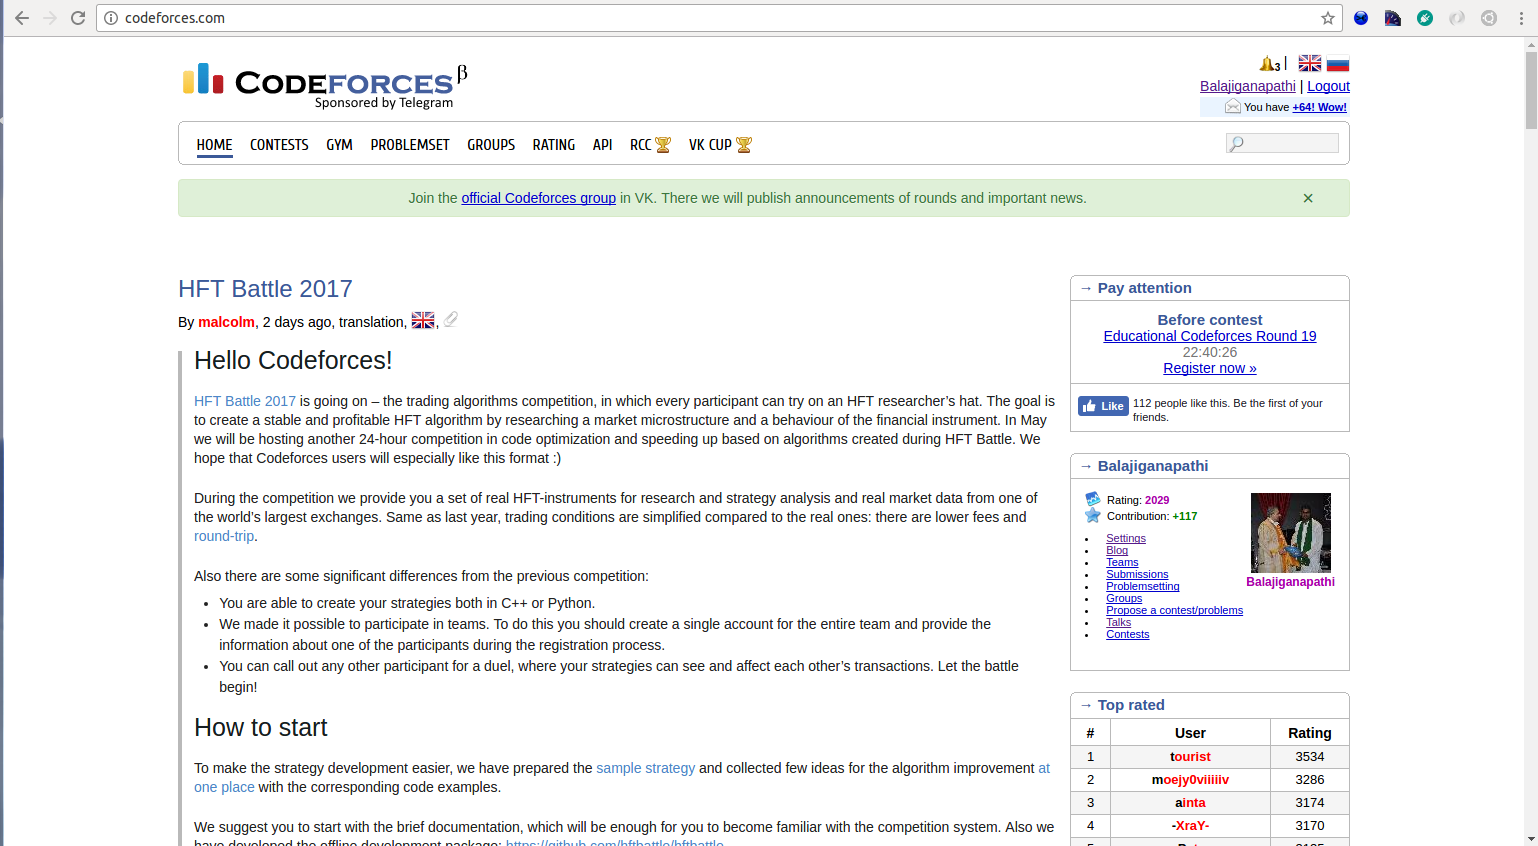 codeforces.com
CODEFORCES β
Sponsored by Telegram
3 |
Balajiganapathi | Logout
You have +64! Wow!
HOME CONTESTS GYM PROBLEMSET GROUPS RATING API RCC VK CUP
Join the official Codeforces group in VK. There we will publish announcements of rounds and important news. ×
HFT Battle 2017
By malcolm, 2 days ago, translation, ,
Hello Codeforces!
HFT Battle 2017 is going on – the trading algorithms competition, in which every participant can try on an HFT researcher’s hat. The goal is
to create a stable and profitable HFT algorithm by researching a market microstructure and a behaviour of the financial instrument. In May
we will be hosting another 24-hour competition in code optimization and speeding up based on algorithms created during HFT Battle. We
hope that Codeforces users will especially like this format :)
During the competition we provide you a set of real HFT-instruments for research and strategy analysis and real market data from one of
the world’s largest exchanges. Same as last year, trading conditions are simplified compared to the real ones: there are lower fees and
round-trip.
Also there are some significant differences from the previous competition:
• You are able to create your strategies both in C++ or Python.
• We made it possible to participate in teams. To do this you should create a single account for the entire team and provide the
information about one of the participants during the registration process.
• You can call out any other participant for a duel, where your strategies can see and affect each other’s transactions. Let the battle
begin!
How to start
To make the strategy development easier, we have prepared the sample strategy and collected few ideas for the algorithm improvement at
one place with the corresponding code examples.
We suggest you to start with the brief documentation, which will be enough for you to become familiar with the competition system. Also we
have developed the offline development package: https://github.com/hftbattle/hftbattle
→ Pay attention
Before contest
Educational Codeforces Round 19
22:40:26
Register now »
Like 112 people like this. Be the first of your
friends.
→ Balajiganapathi
Rating: 2029
Contribution: +117
• Settings
• Blog
• Teams
• Submissions
• Problemsetting
• Groups
• Propose a contest/problems
• Talks
• Contests
Balajiganapathi
→ Top rated
# User Rating
1 tourist 3534
2 moejy0viiiiiv 3286
3 ainta 3174
4 -XraY- 3170